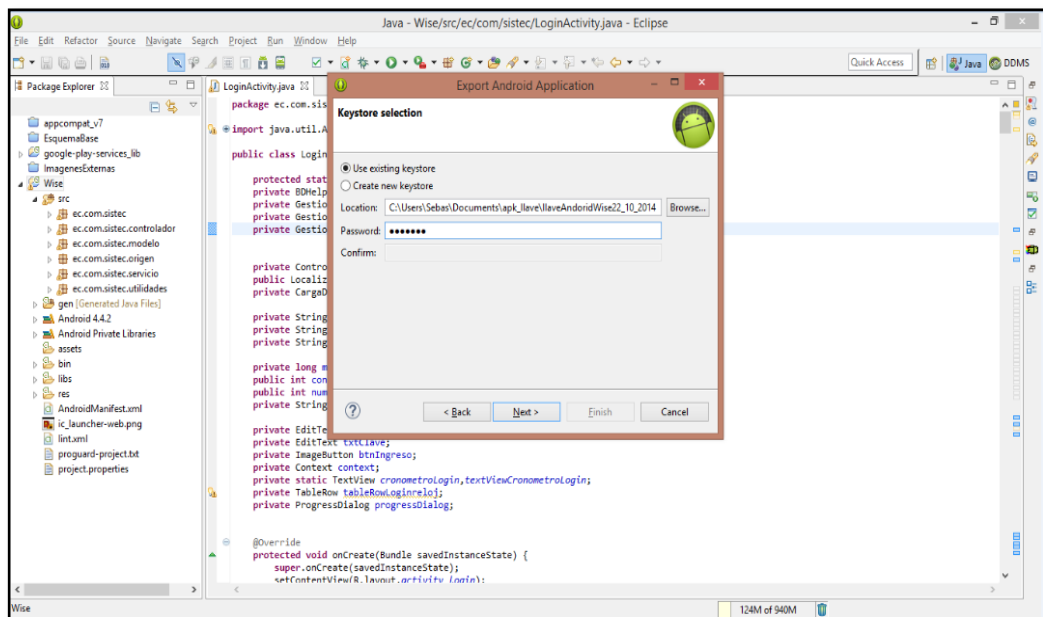 Java - Wise/src/ec/com/sistec/LoginActivity.java - Eclipse
File Edit Refactor Source Navigate Search Project Run Window Help
Quick Access
Java
DDMS
Package Explorer
appcompat_v7
EsquemaBase
google-play-services_lib
ImagenesExternas
Wise
src
ec.com.sistec
ec.com.sistec.controlador
ec.com.sistec.modelo
ec.com.sistec.origen
ec.com.sistec.servicio
ec.com.sistec.utilidades
gen [Generated Java Files]
Android 4.4.2
Android Private Libraries
assets
bin
libs
res
AndroidManifest.xml
ic_launcher-web.png
lint.xml
proguard-project.txt
project.properties
LoginActivity.java
package ec.com.sis
import java.util.A
public class Login
protected stat
private BDHelp
private Gestio
private Gestio
private Gestio
private Contro
public Localiz
private CargaD
private String
private String
private String
private long m
public int con
public int num
private String
private EditTe
private EditText txtClave;
private ImageButton btnIngreso;
private Context context;
private static TextView cronometroLogin,textViewCronometroLogin;
private TableRow tableRowLoginreloj;
private ProgressDialog progressDialog;
@Override
protected void onCreate(Bundle savedInstanceState) {
super.onCreate(savedInstanceState);
setContentView(R.layout.activity_login);
Export Android Application
Keystore selection
Use existing keystore
Create new keystore
Location: C:\Users\Sebas\Documents\apk_llave\llaveAndoridWise22_10_2014 Browse...
Password: •••••••
Confirm:
< Back Next > Finish Cancel
Wise
124M of 940M